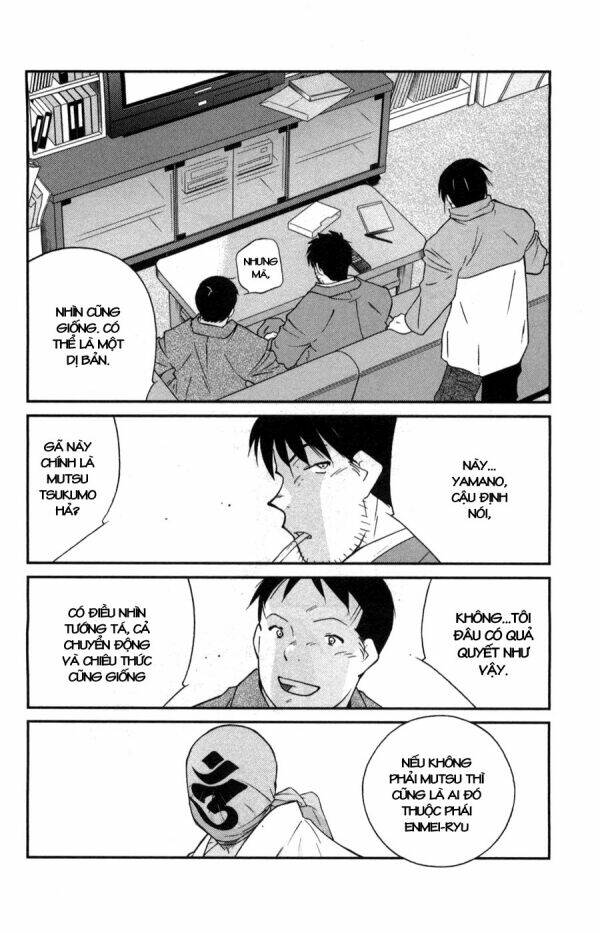 NHƯNG
MÀ,
NHÌN CŨNG
GIỐNG. CÓ
THỂ LÀ MỘT
DỊ BẢN.
NÀY...
YAMANO,
CẬU ĐỊNH
NÓI,
GÃ NÀY
CHÍNH LÀ
MUTSU
TSUKUMO
HẢ?
KHÔNG...TÔI
ĐÂU CÓ QUẢ
QUYẾT NHƯ
VẬY.
CÓ ĐIỀU NHÌN
TƯỚNG TÁ, CẢ
CHUYỂN ĐỘNG
VÀ CHIÊU THỨC
CŨNG GIỐNG
NẾU KHÔNG
PHẢI MUTSU THÌ
CŨNG LÀ AI ĐÓ
THUỘC PHÁI
ENMEI-RYU